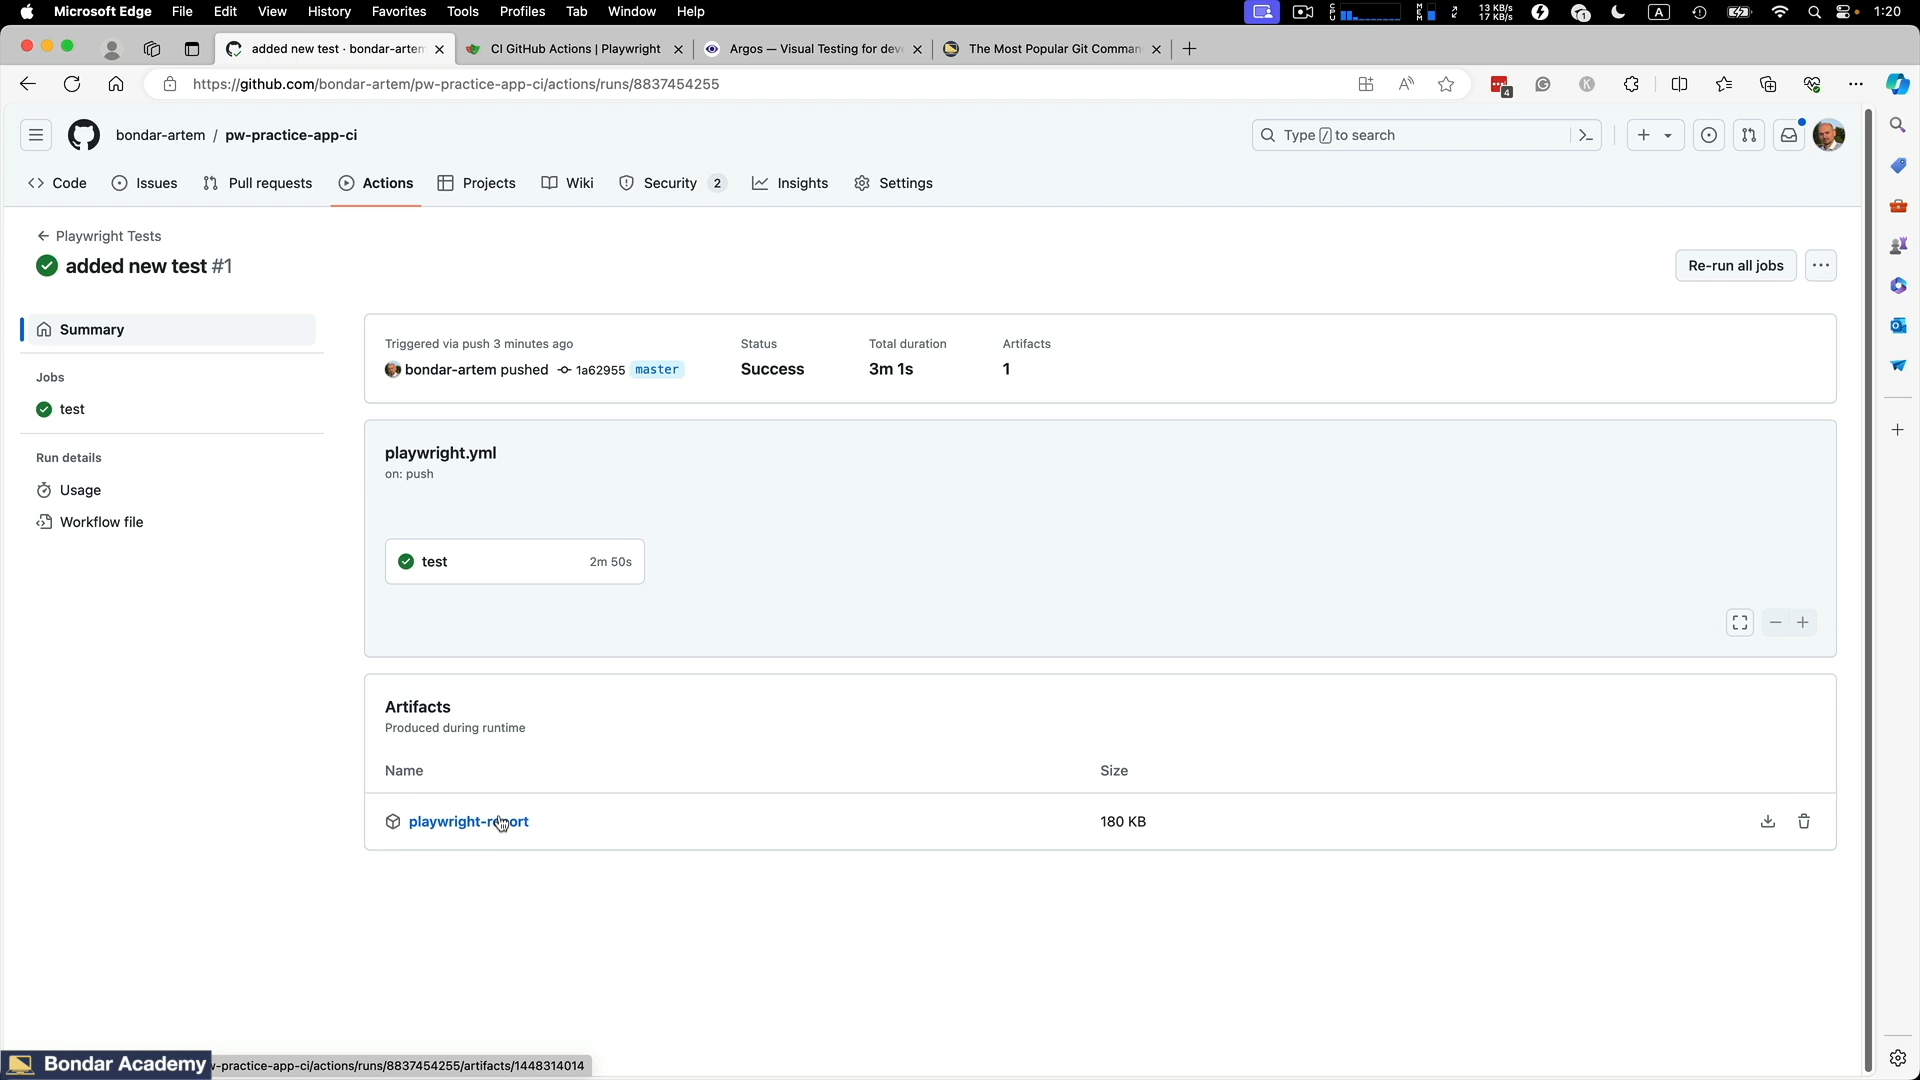 Microsoft Edge File Edit View History Favorites Tools Profiles Tab Window Help 13 KB/s 17 KB/s A 1:20
added new test · bondar-artem CI GitHub Actions | Playwright Argos — Visual Testing for dev The Most Popular Git Comman
https://github.com/bondar-artem/pw-practice-app-ci/actions/runs/8837454255 4
bondar-artem / pw-practice-app-ci Type / to search
Code Issues Pull requests Actions Projects Wiki Security 2 Insights Settings
← Playwright Tests
added new test #1
Re-run all jobs
Summary
Jobs
test
Run details
Usage
Workflow file
Triggered via push 3 minutes ago Status Total duration Artifacts
bondar-artem pushed 1a62955 master Success 3m 1s 1
playwright.yml
on: push
test 2m 50s
Artifacts
Produced during runtime
Name Size
playwright-report 180 KB
Bondar Academy w-practice-app-ci/actions/runs/8837454255/artifacts/1448314014